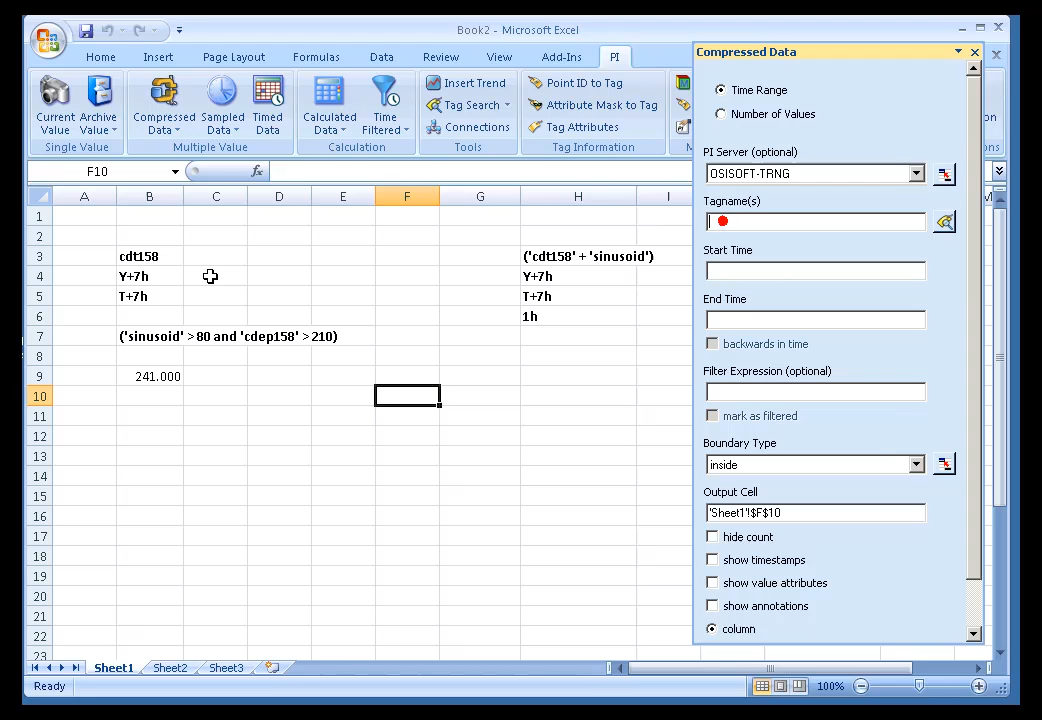 Book2 - Microsoft Excel
Home Insert Page Layout Formulas Data Review View Add-Ins PI
Current Value Archive Value Compressed Data Sampled Data Timed Data Calculated Data Time Filtered Insert Trend Tag Search Connections Point ID to Tag Attribute Mask to Tag Tag Attributes
Single Value Multiple Value Calculation Tools Tag Information
F10 fx
A B C D E F G H I
1
2
3 cdt158 ('cdt158' + 'sinusoid')
4 Y+7h Y+7h
5 T+7h T+7h
6 1h
7 ('sinusoid' >80 and 'cdep158' >210)
8
9 241.000
10
11
12
13
14
15
16
17
18
19
20
21
22
23
Sheet1 Sheet2 Sheet3
Ready 100%
Compressed Data
Time Range
Number of Values
PI Server (optional)
OSISOFT-TRNG
Tagname(s)
Start Time
End Time
backwards in time
Filter Expression (optional)
mark as filtered
Boundary Type
inside
Output Cell
'Sheet1'!$F$10
hide count
show timestamps
show value attributes
show annotations
column